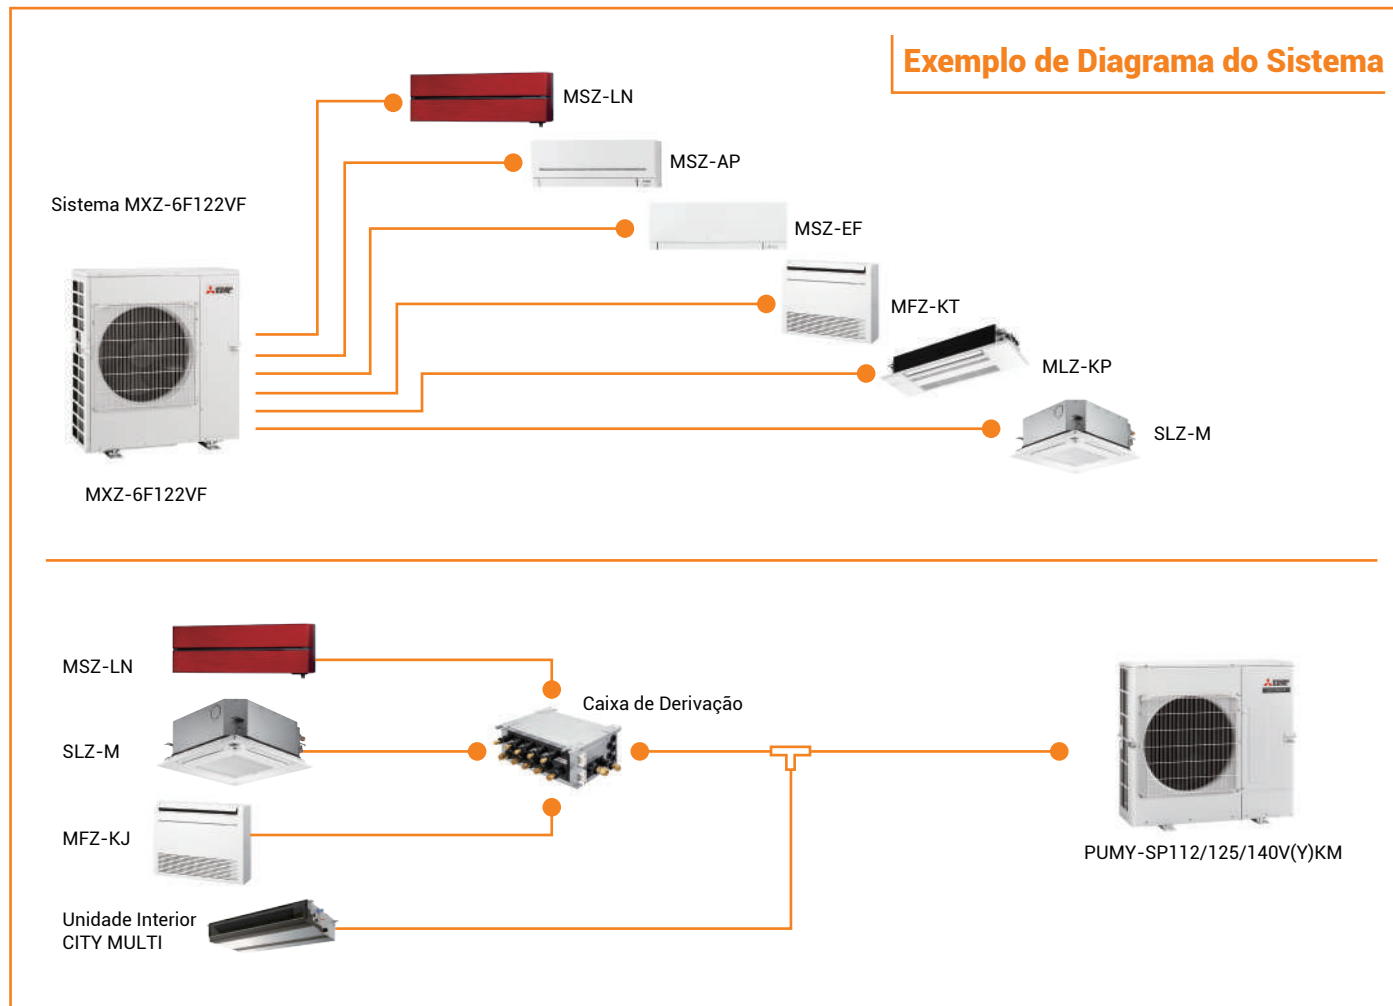 Exemplo de Diagrama do Sistema
MSZ-LN
MSZ-AP
Sistema MXZ-6F122VF
MSZ-EF
MFZ-KT
MLZ-KP
SLZ-M
MXZ-6F122VF
MSZ-LN
Caixa de Derivação
SLZ-M
MFZ-KJ
PUMY-SP112/125/140V(Y)KM
Unidade Interior
CITY MULTI